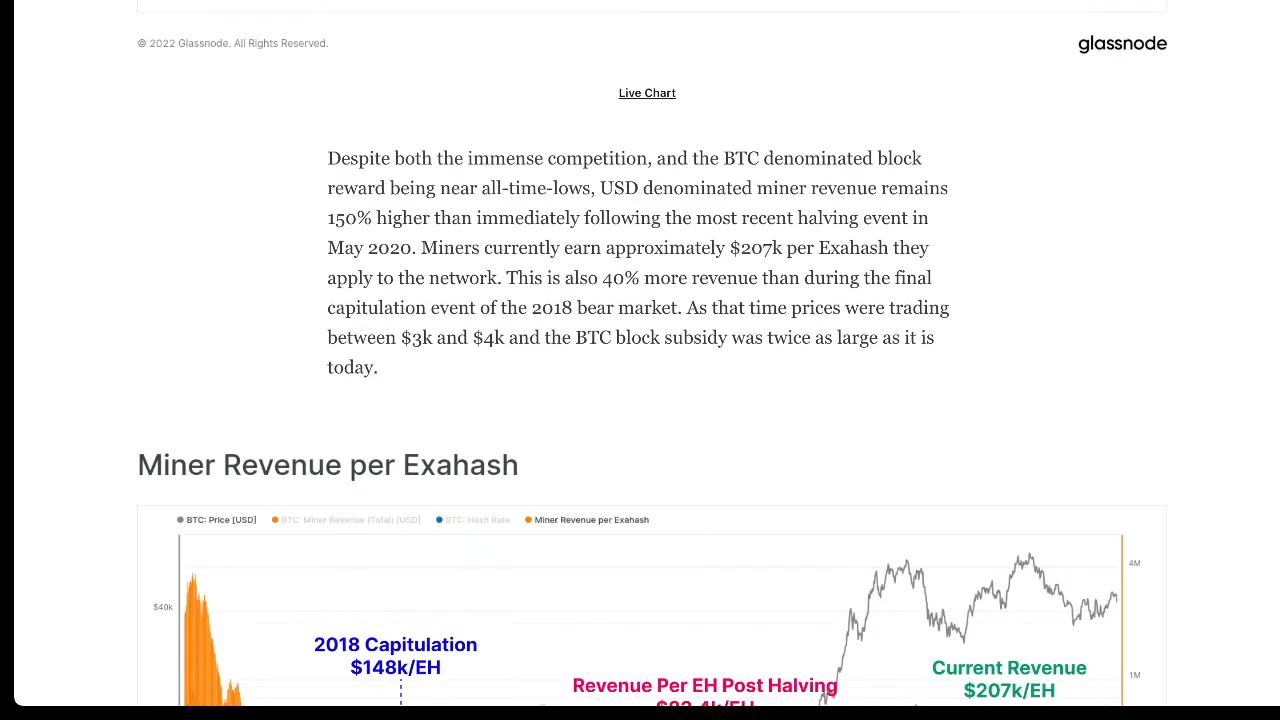 © 2022 Glassnode. All Rights Reserved.
glassnode
Live Chart
Despite both the immense competition, and the BTC denominated block
reward being near all-time-lows, USD denominated miner revenue remains
150% higher than immediately following the most recent halving event in
May 2020. Miners currently earn approximately $207k per Exahash they
apply to the network. This is also 40% more revenue than during the final
capitulation event of the 2018 bear market. As that time prices were trading
between $3k and $4k and the BTC block subsidy was twice as large as it is
today.
Miner Revenue per Exahash
BTC: Price [USD] BTC: Miner Revenue (Total) [USD] BTC: Hash Rate Miner Revenue per Exahash
4M
$40k
2018 Capitulation
$148k/EH
Current Revenue
$207k/EH
1M
Revenue Per EH Post Halving